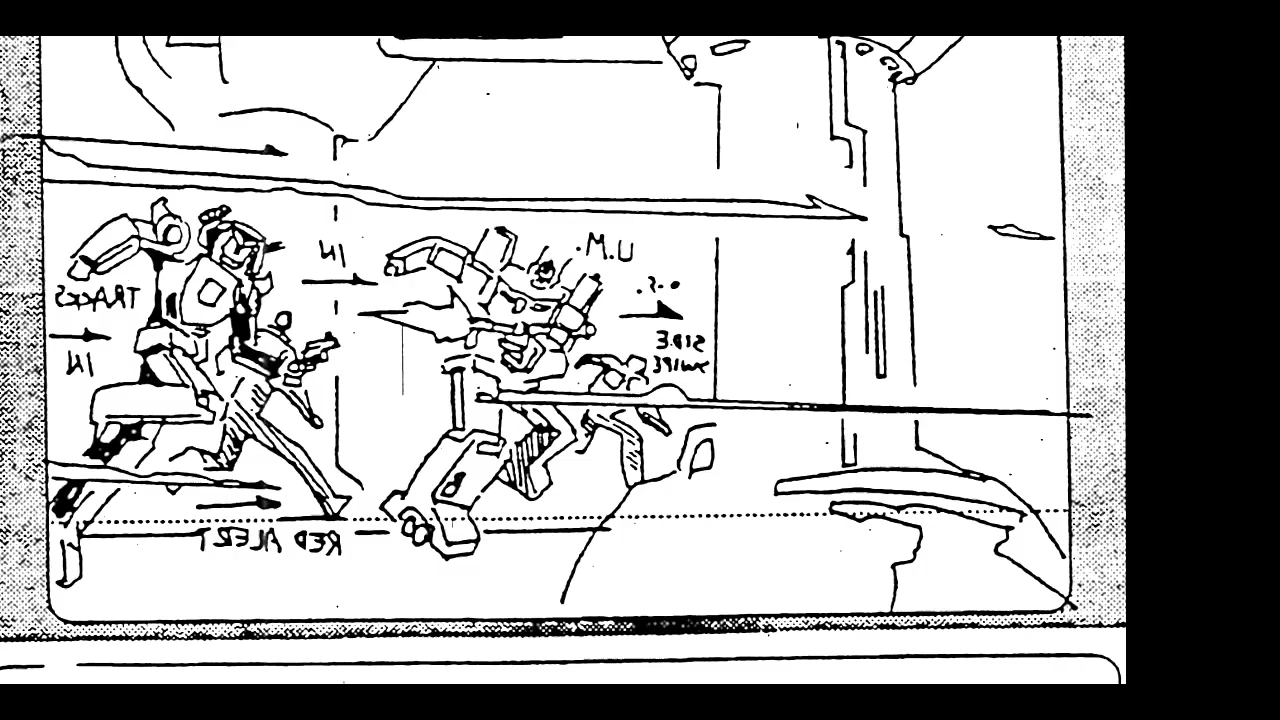 IN
U.M.
TRACKS
O.S.
SIDE
SWIPE
IN
RED ALERT